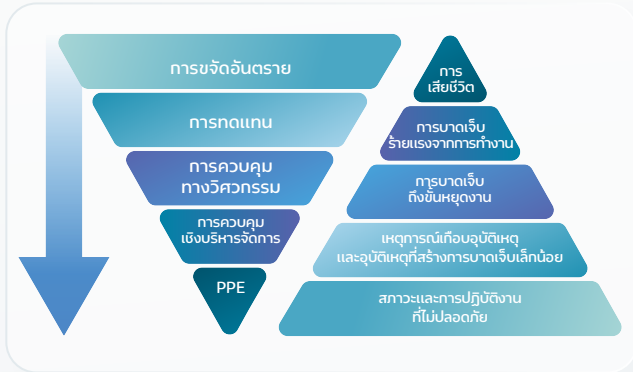 การขจัดอันตราย
การทดแทน
การควบคุม
ทางวิศวกรรม
การควบคุม
เชิงบริหารจัดการ
PPE
การ
เสียชีวิต
การบาดเจ็บ
ร้ายแรงจากการทำงาน
การบาดเจ็บ
ถึงขั้นหยุดงาน
เหตุการณ์เกือบอุบัติเหตุ
และอุบัติเหตุที่สร้างการบาดเจ็บเล็กน้อย
สภาวะและการปฏิบัติงาน
ที่ไม่ปลอดภัย